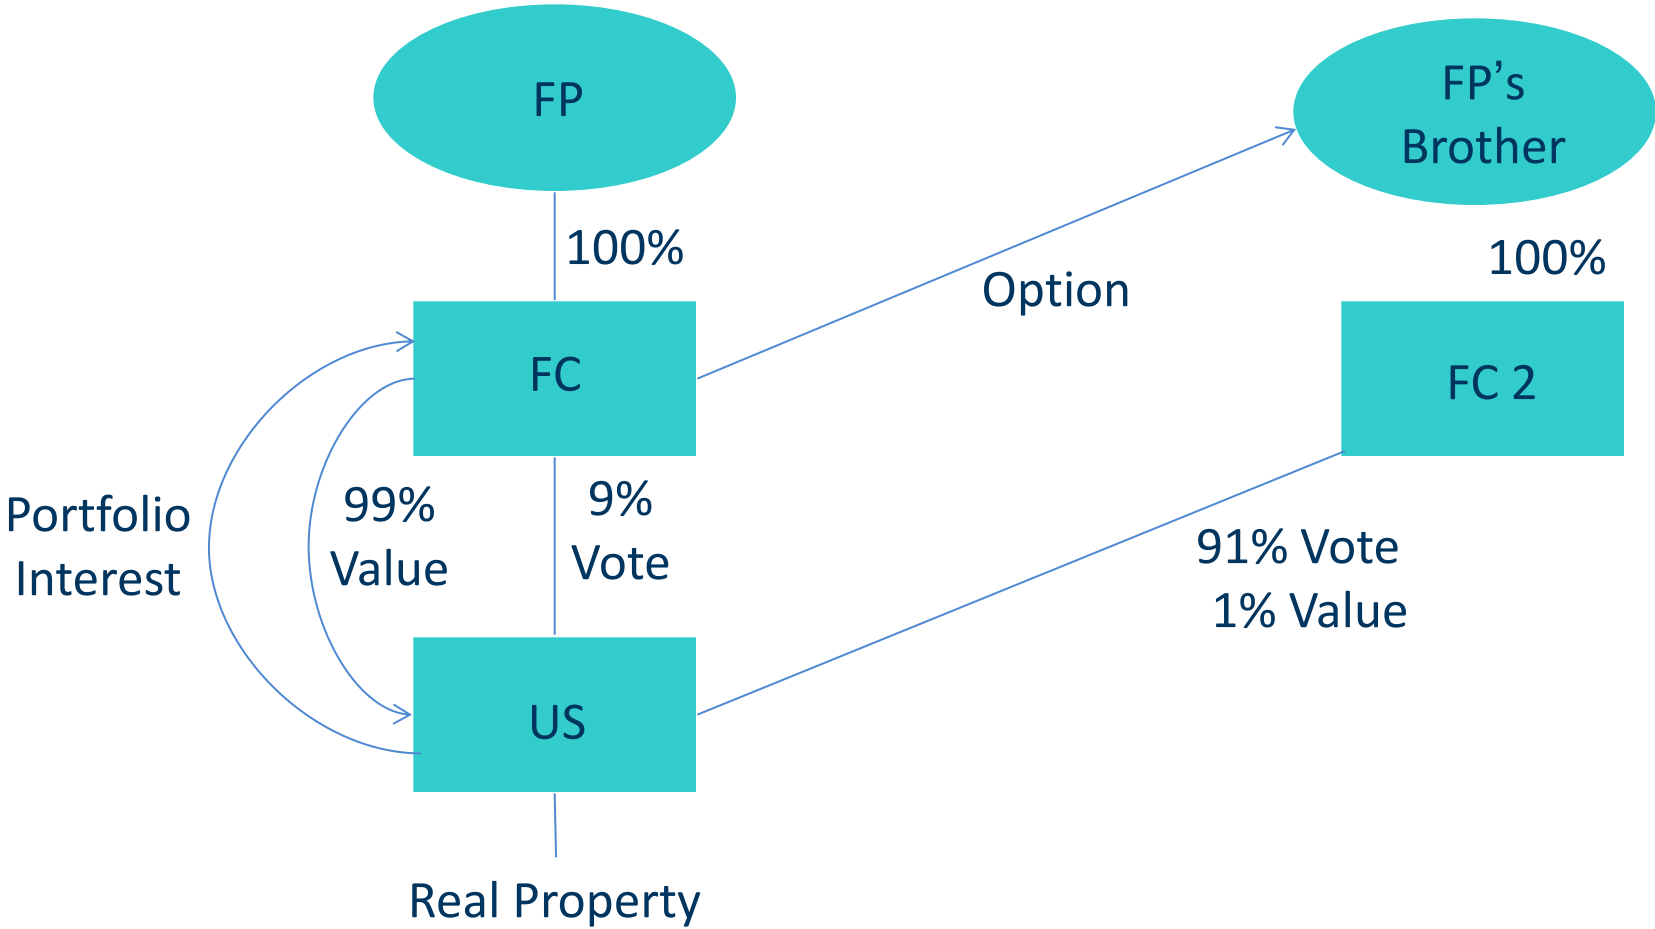 FP
FP’s
Brother
100%
100%
Option
FC
FC 2
Portfolio
Interest
99%
Value
9%
Vote
91% Vote
1% Value
US
Real Property